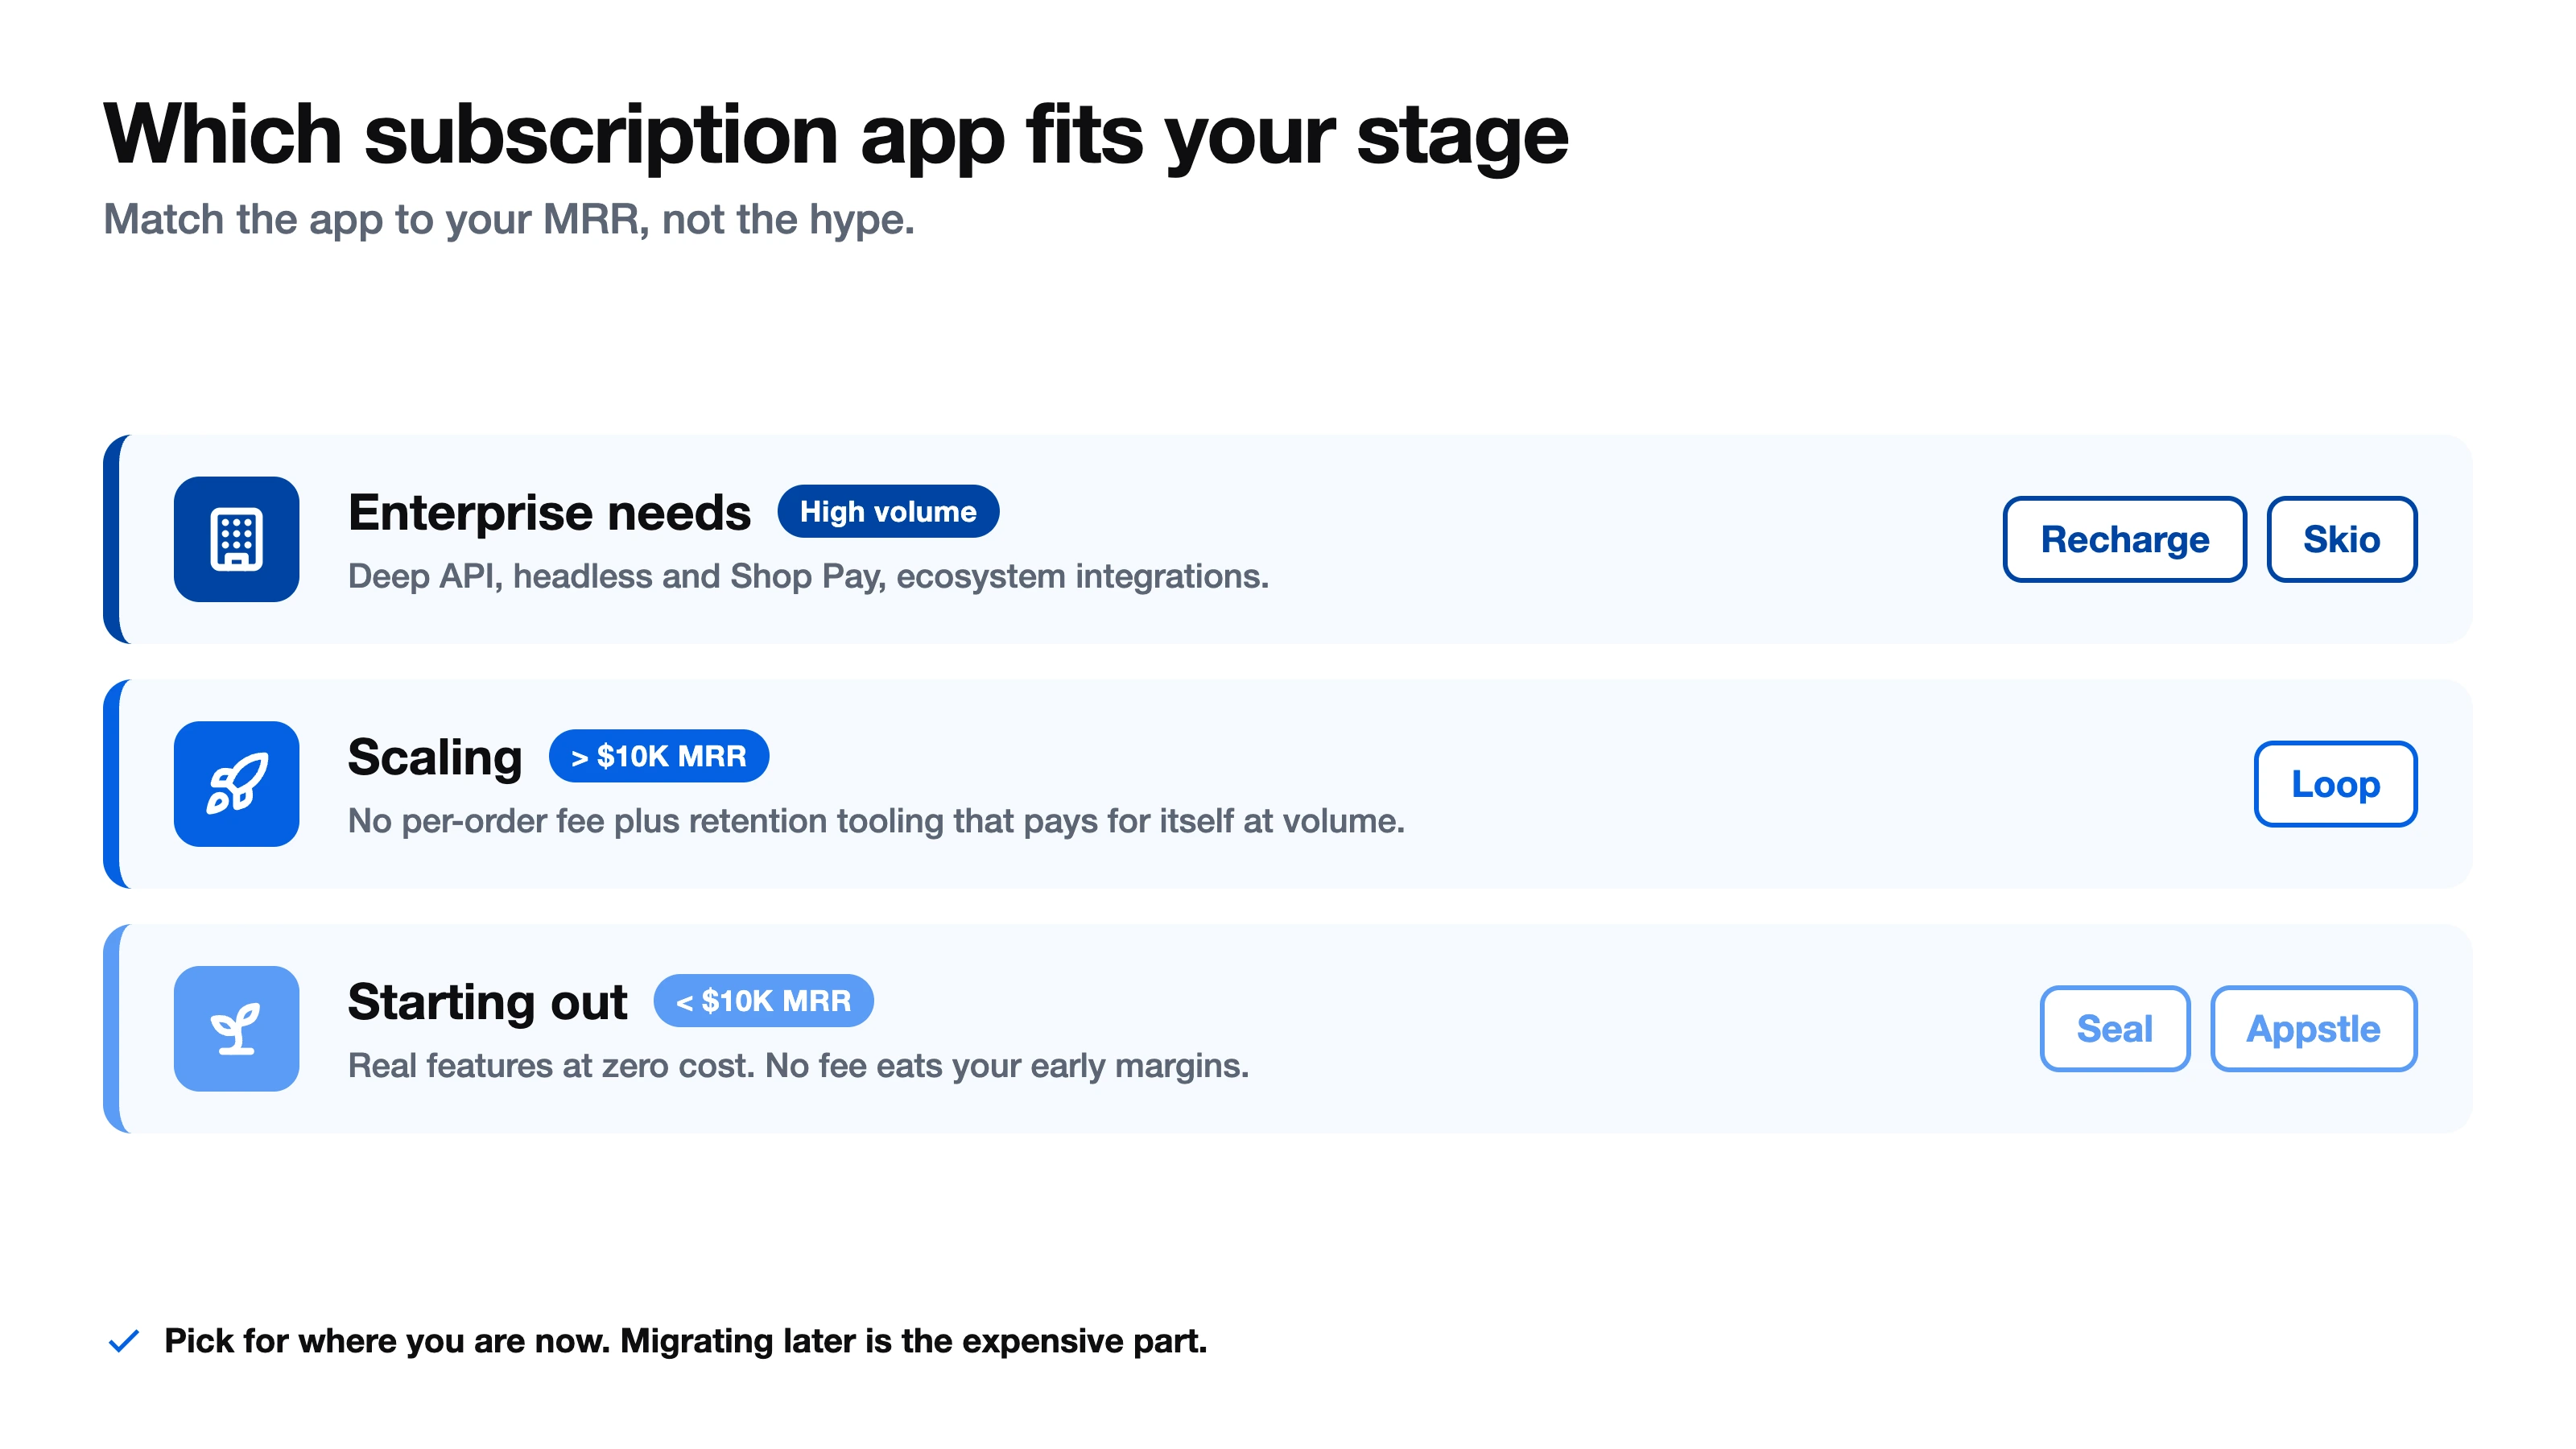 Which subscription app fits your stage
Match the app to your MRR, not the hype.
Enterprise needs High volume
Deep API, headless and Shop Pay, ecosystem integrations.
Recharge Skio
Scaling > $10K MRR
No per-order fee plus retention tooling that pays for itself at volume.
Loop
Starting out < $10K MRR
Real features at zero cost. No fee eats your early margins.
Seal Appstle
Pick for where you are now. Migrating later is the expensive part.